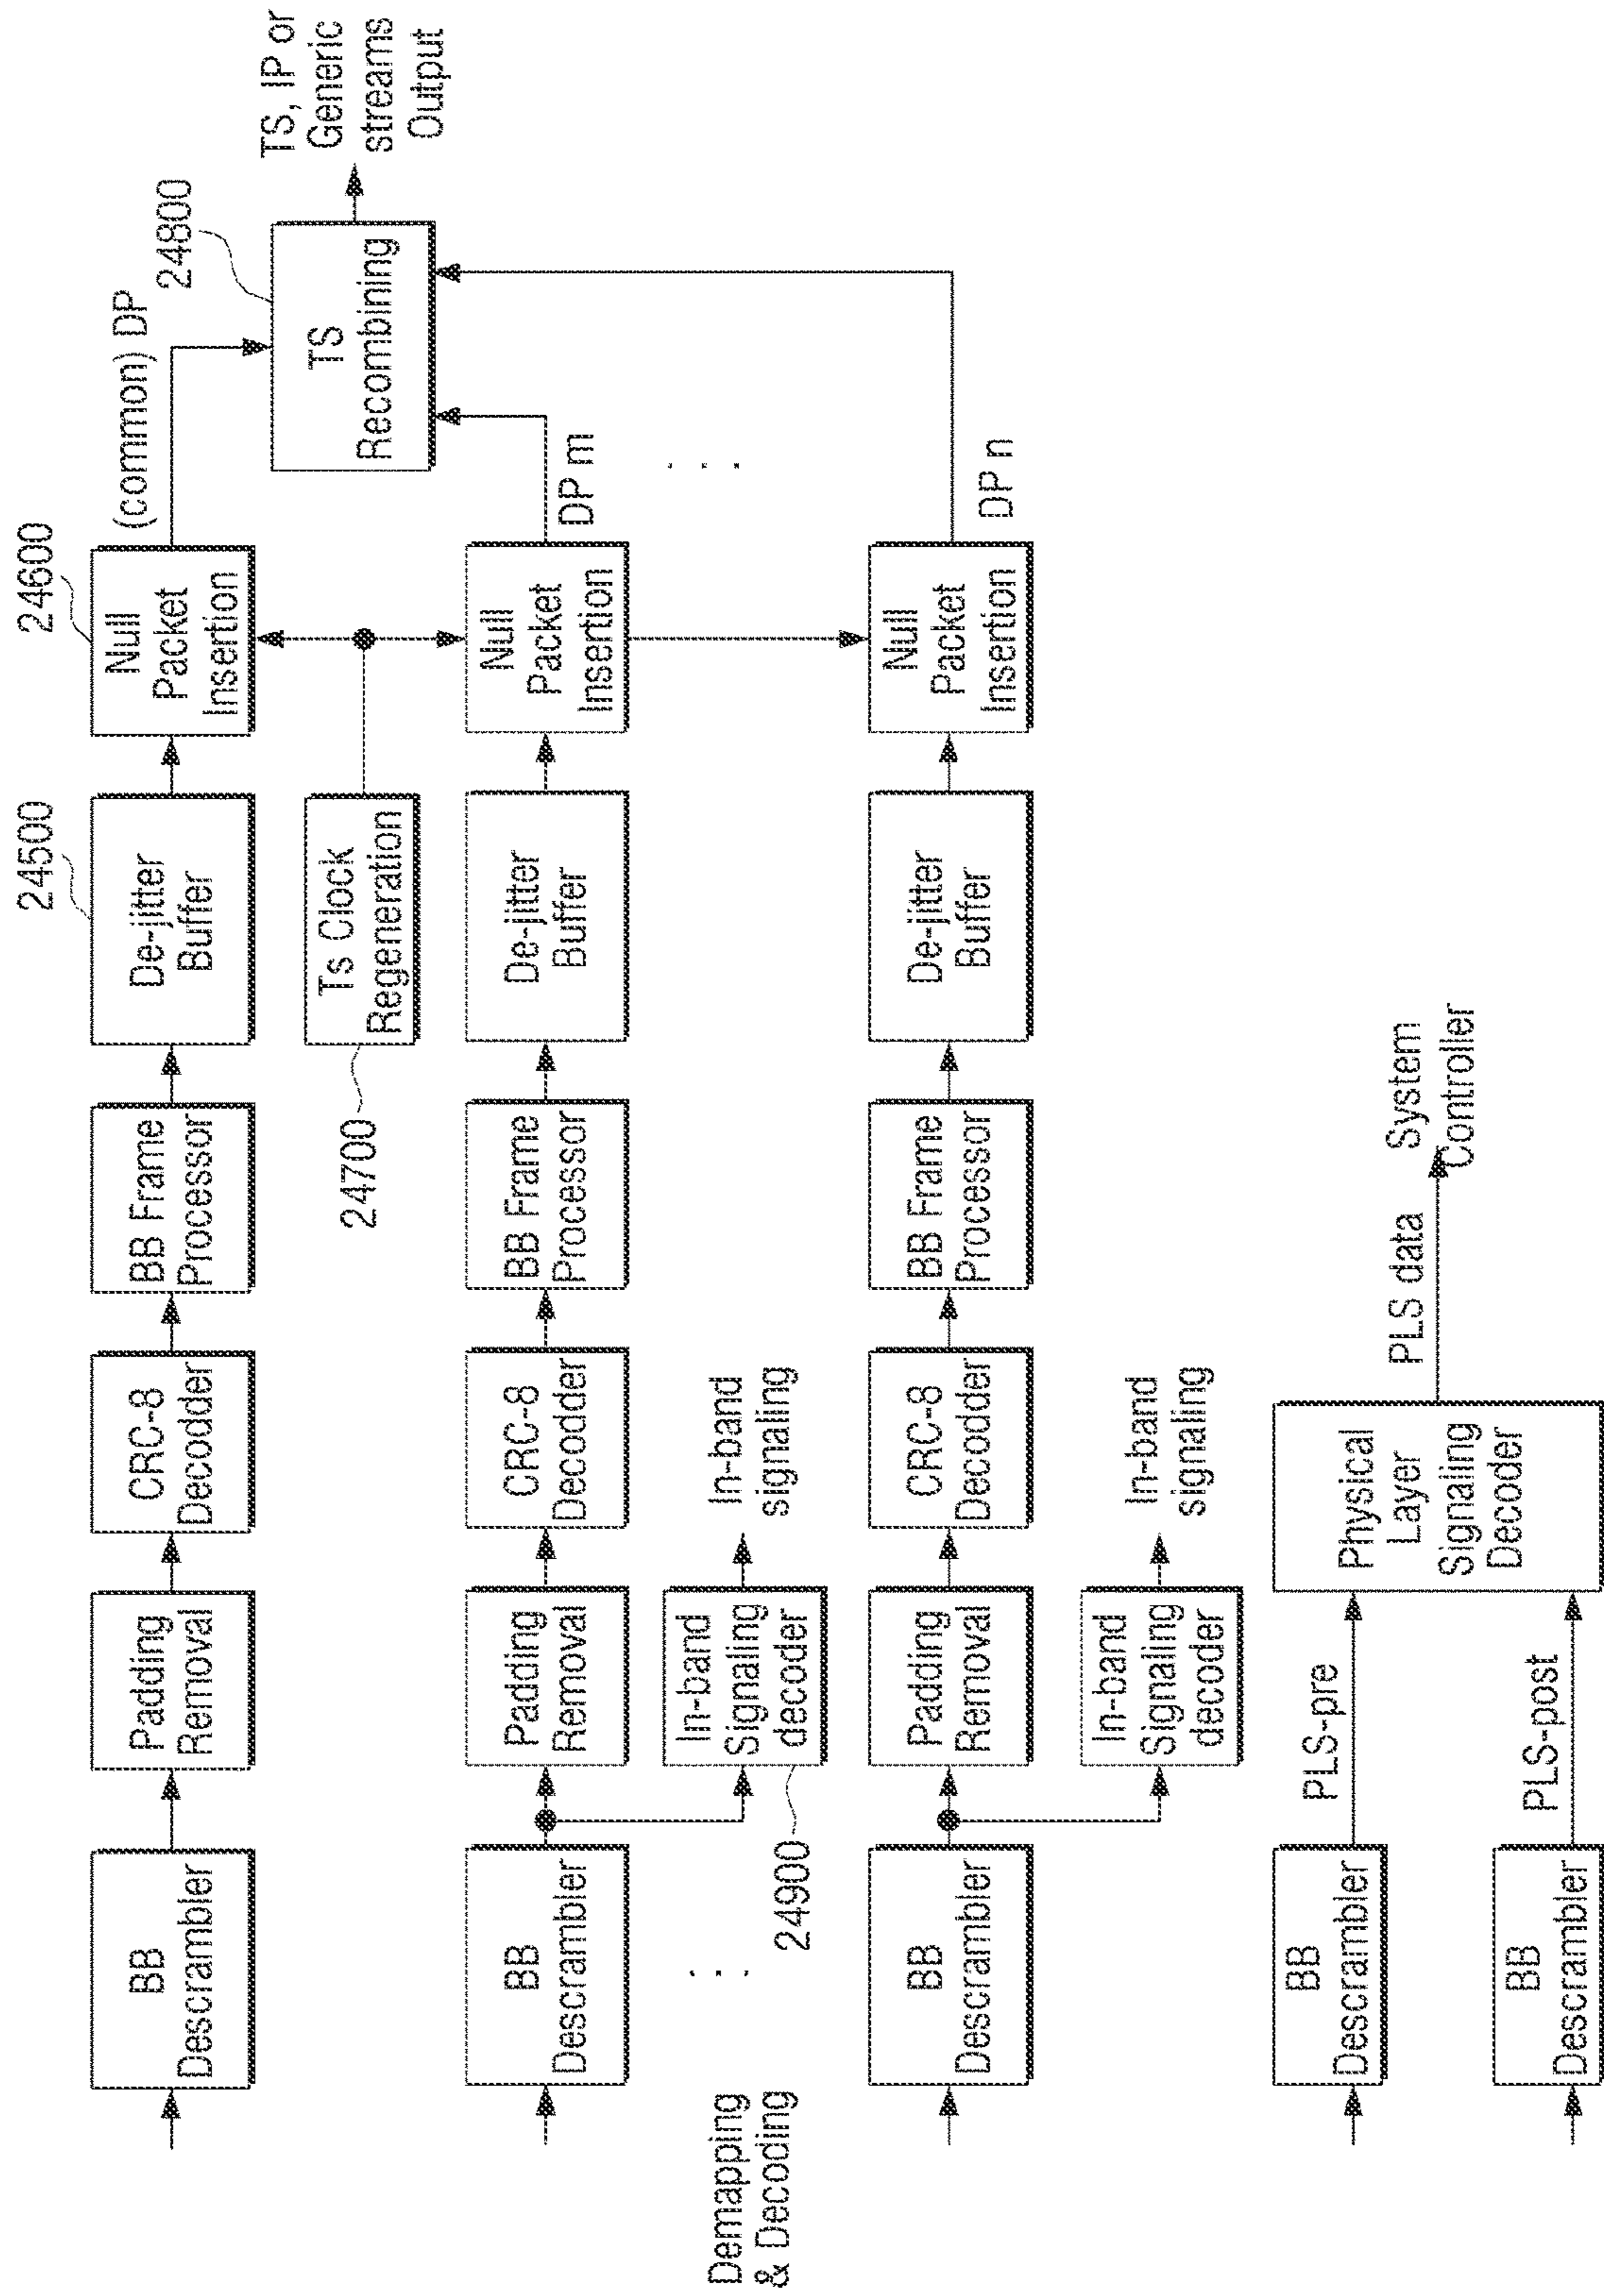 24500
24600
24800
(common) DP
BB
Descrambler
Padding
Removal
CRC-8
Decodder
BB Frame
Processor
De-jitter
Buffer
Null
Packet
Insertion
TS
Recombining
TS, IP or
Generic
streams
Output
24700
Ts Clock
Regeneration
BB
Descrambler
Padding
Removal
CRC-8
Decodder
BB Frame
Processor
De-jitter
Buffer
Null
Packet
Insertion
DP m
24900
In-band
Signaling
decoder
In-band
signaling
. . .
. . .
Demapping
& Decoding
BB
Descrambler
Padding
Removal
CRC-8
Decodder
BB Frame
Processor
De-jitter
Buffer
Null
Packet
Insertion
DP n
In-band
Signaling
decoder
In-band
signaling
BB
Descrambler
PLS-pre
Physical
Layer
Signaling
Decoder
PLS data
System
Controller
BB
Descrambler
PLS-post